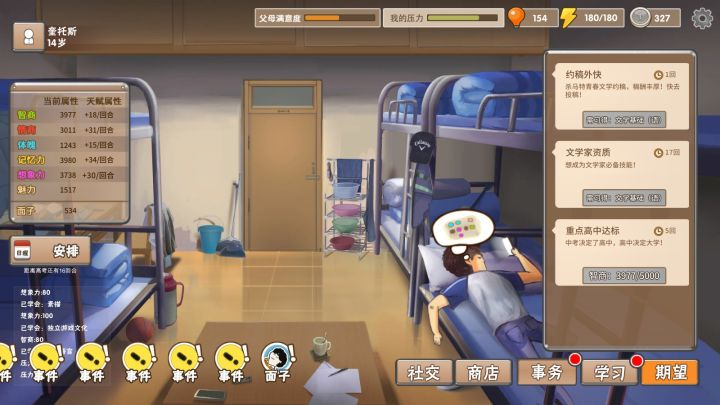 奎托斯
14岁
父母满意度
我的压力
154
180/180
327
当前属性 天赋属性
智商 3977 +18/回合
情商 3011 +31/回合
体魄 1243 +15/回合
记忆力 3980 +34/回合
想象力 3738 +30/回合
魅力 1517
面子 534
日程 安排
距离高考还有16回合
想象力:80
已学会:素描
想象力:100
已学会:独立游戏文化
智商:80
约稿外快 1回
杀马特青春文学约稿,稿酬丰厚!快去
投稿!
需习得:文学基础(语)
文学家资质 17回
想成为文学家必备技能!
需习得:文学基础(语)
重点高中达标 5回
中考决定了高中,高中决定大学!
智商:3977/5000
事件 事件 事件 事件 事件 面子
社交 商店 事务 学习 期望